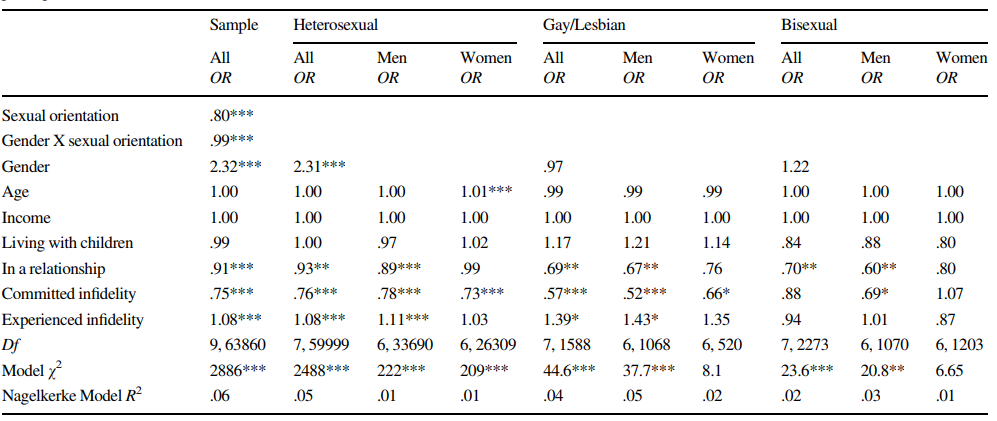 Sample Heterosexual Gay/Lesbian Bisexual
All All Men Women All Men Women All Men Women
OR OR OR OR OR OR OR OR OR OR
Sexual orientation .80***
Gender X sexual orientation .99***
Gender 2.32*** 2.31*** .97 1.22
Age 1.00 1.00 1.00 1.01*** .99 .99 .99 1.00 1.00 1.00
Income 1.00 1.00 1.00 1.00 1.00 1.00 1.00 1.00 1.00 1.00
Living with children .99 1.00 .97 1.02 1.17 1.21 1.14 .84 .88 .80
In a relationship .91*** .93** .89*** .99 .69** .67** .76 .70** .60** .80
Committed infidelity .75*** .76*** .78*** .73*** .57*** .52*** .66* .88 .69* 1.07
Experienced infidelity 1.08*** 1.08*** 1.11*** 1.03 1.39* 1.43* 1.35 .94 1.01 .87
Df 9, 63860 7, 59999 6, 33690 6, 26309 7, 1588 6, 1068 6, 520 7, 2273 6, 1070 6, 1203
Model χ2 2886*** 2488*** 222*** 209*** 44.6*** 37.7*** 8.1 23.6*** 20.8** 6.65
Nagelkerke Model R2 .06 .05 .01 .01 .04 .05 .02 .02 .03 .01